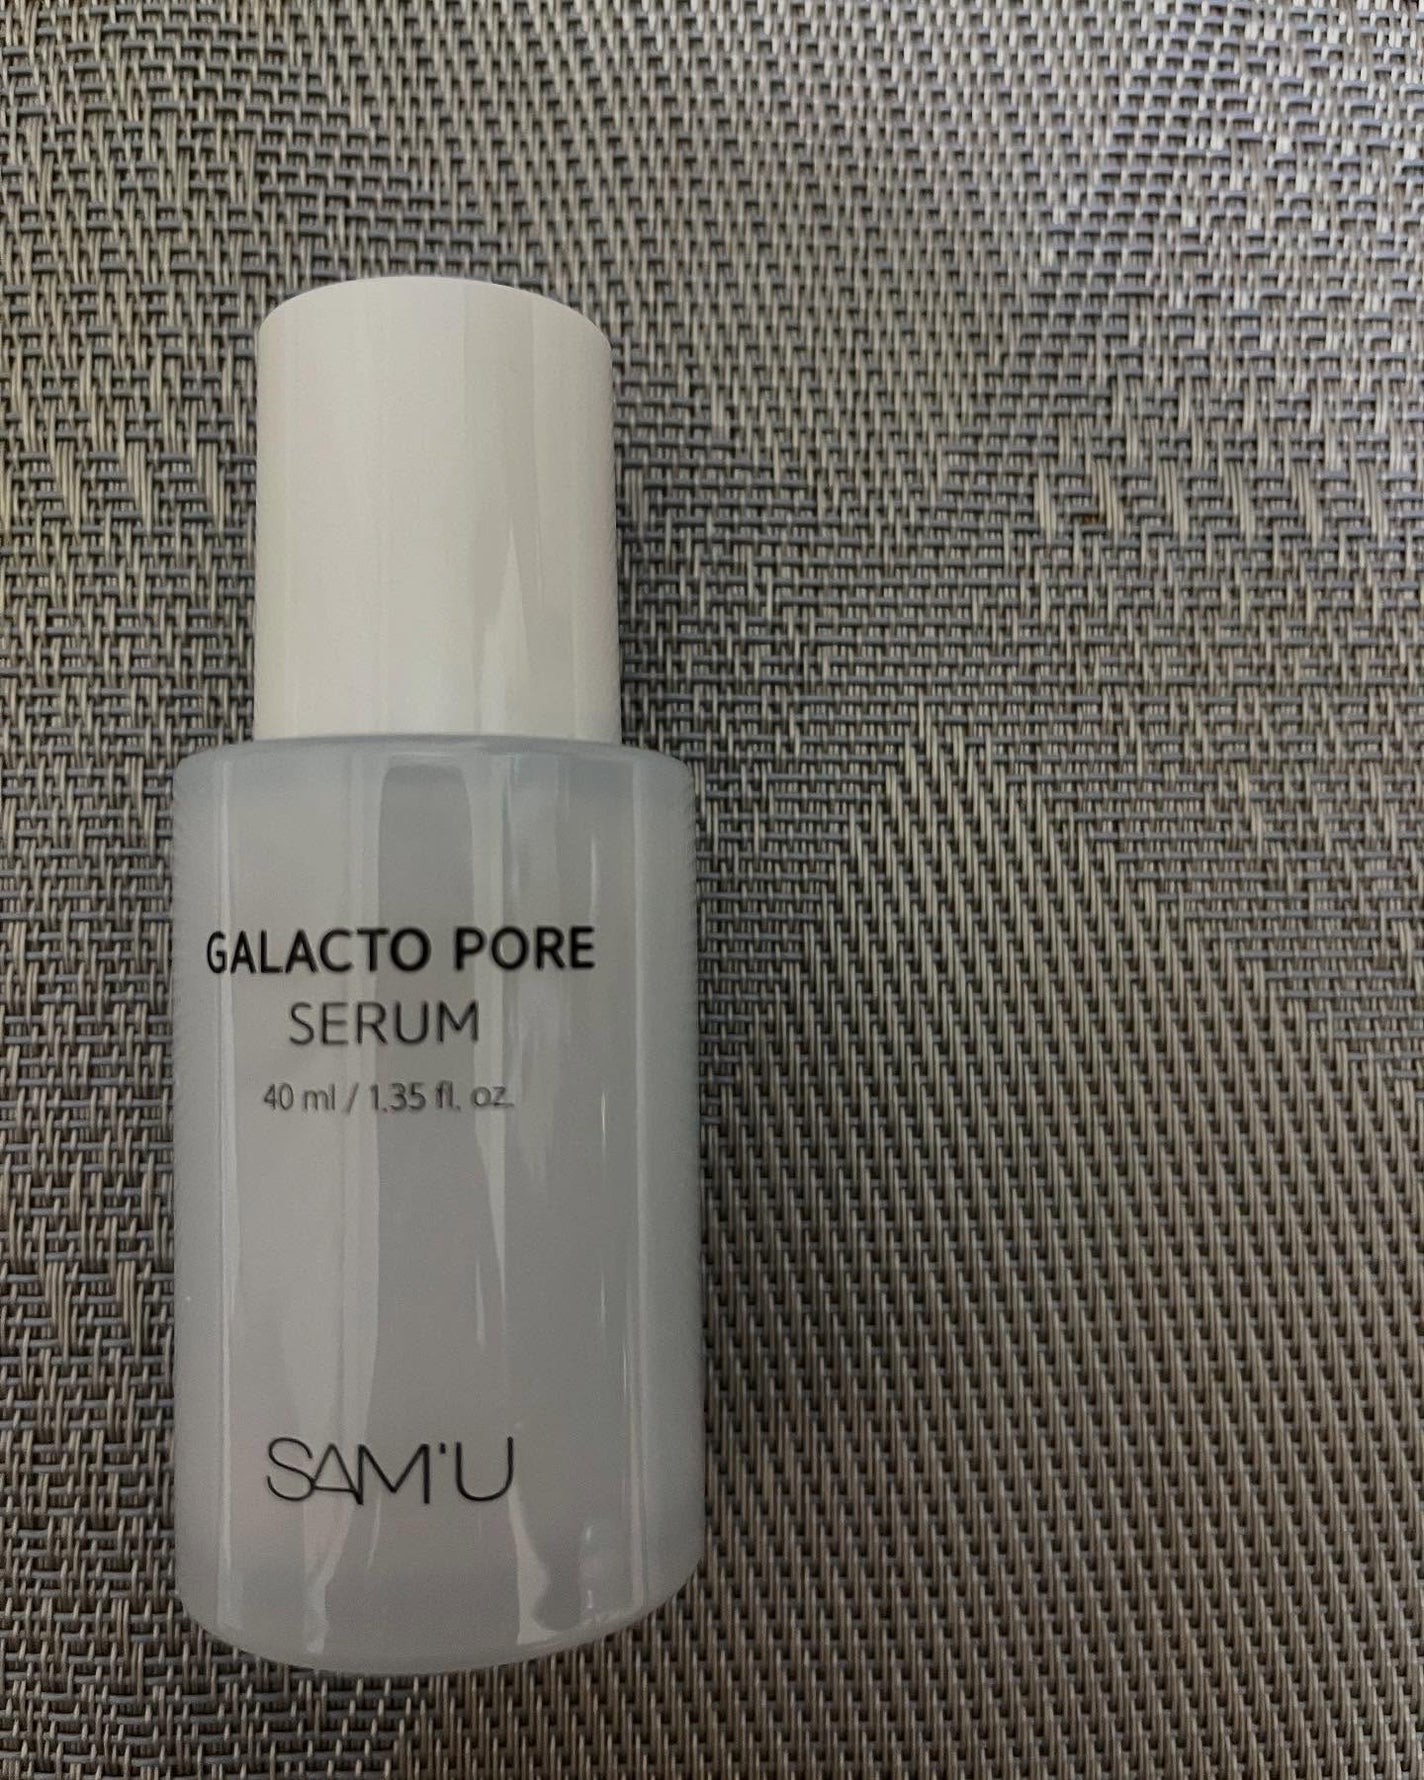 GALACTO PORE
SERUM
40 ml / 1.35 fl. oz.
SAM'U